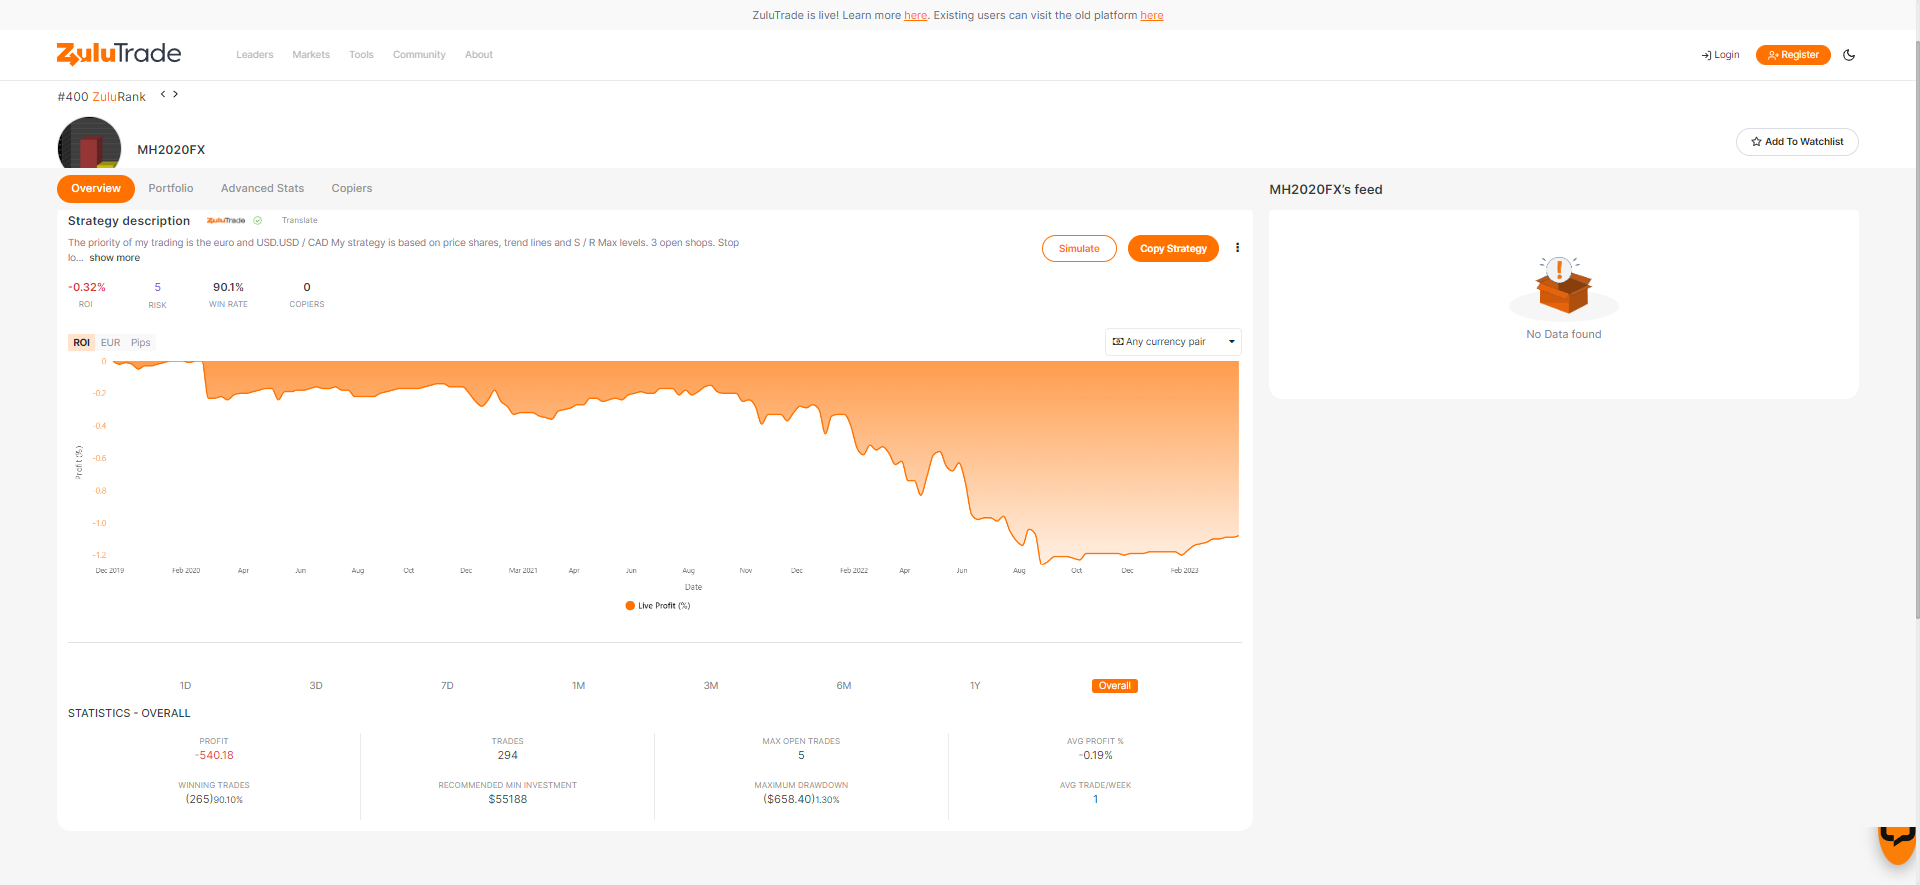 ZuluTrade is live! Learn more here. Existing users can visit the old platform here
ZuluTrade
Leaders Markets Tools Community About
Login Register
#400 ZuluRank
MH2020FX
Add To Watchlist
Overview Portfolio Advanced Stats Copiers
MH2020FX's feed
Strategy description ZuluTrade Translate
The priority of my trading is the euro and USD.USD / CAD My strategy is based on price shares, trend lines and S / R Max levels. 3 open shops. Stop
lo... show more
Simulate Copy Strategy
-0.32% 5 90.1% 0
ROI RISK WIN RATE COPIERS
No Data found
ROI EUR Pips
Any currency pair
0
-0.2
-0.4
-0.6
-0.8
-1.0
-1.2
Profit (%)
Dec 2019 Feb 2020 Apr Jun Aug Oct Dec Mar 2021 Apr Jun Aug Nov Dec Feb 2022 Apr Jun Aug Oct Dec Feb 2023
Date
Live Profit (%)
1D 3D 7D 1M 3M 6M 1Y Overall
STATISTICS - OVERALL
PROFIT TRADES MAX OPEN TRADES AVG PROFIT %
-540.18 294 5 -0.19%
WINNING TRADES RECOMMENDED MIN INVESTMENT MAXIMUM DRAWDOWN AVG TRADE/WEEK
(265)90.10% $55188 ($658.40)1.30% 1